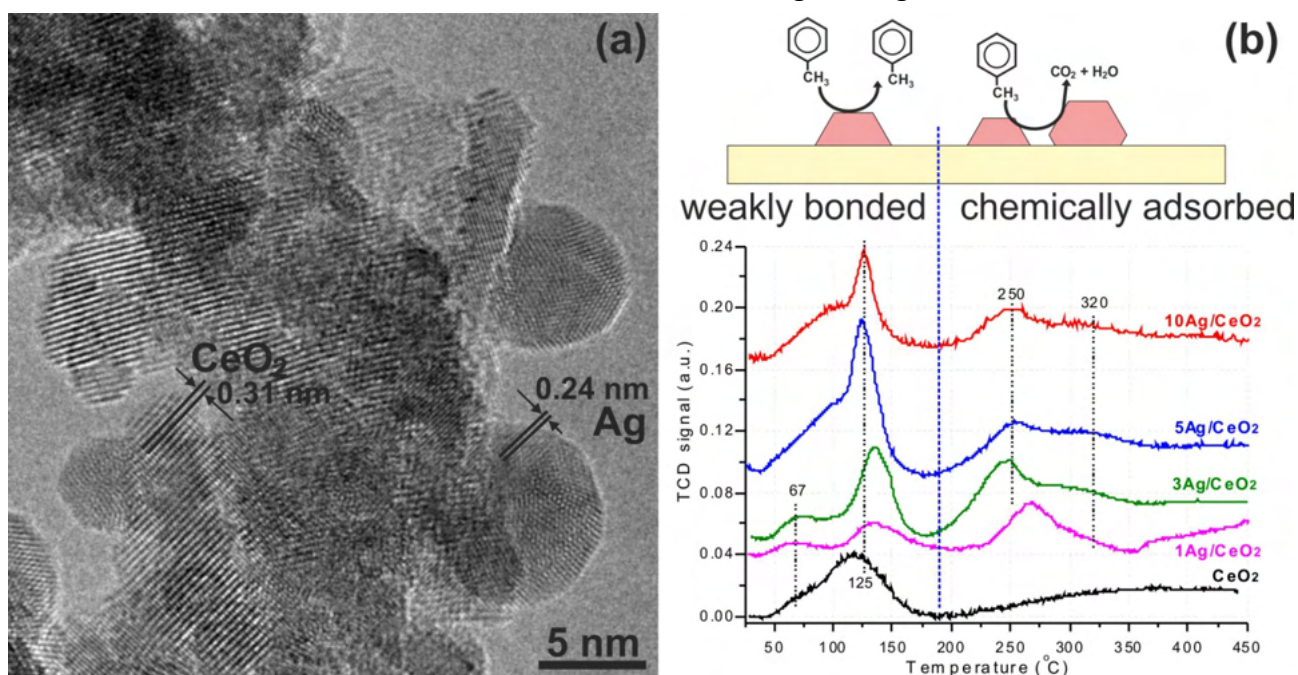 (a)
CeO2
0.31 nm
0.24 nm
Ag
5 nm
(b)
CH3
CH3
CH3
CO2 + H2O
weakly bonded
chemically adsorbed
TCD signal (a.u.)
0.24
0.20
0.16
0.12
0.08
0.04
0.00
250
320
67
125
10Ag/CeO2
5Ag/CeO2
3Ag/CeO2
1Ag/CeO2
CeO2
50 100 150 200 250 300 350 400 450
Temperature (°C)